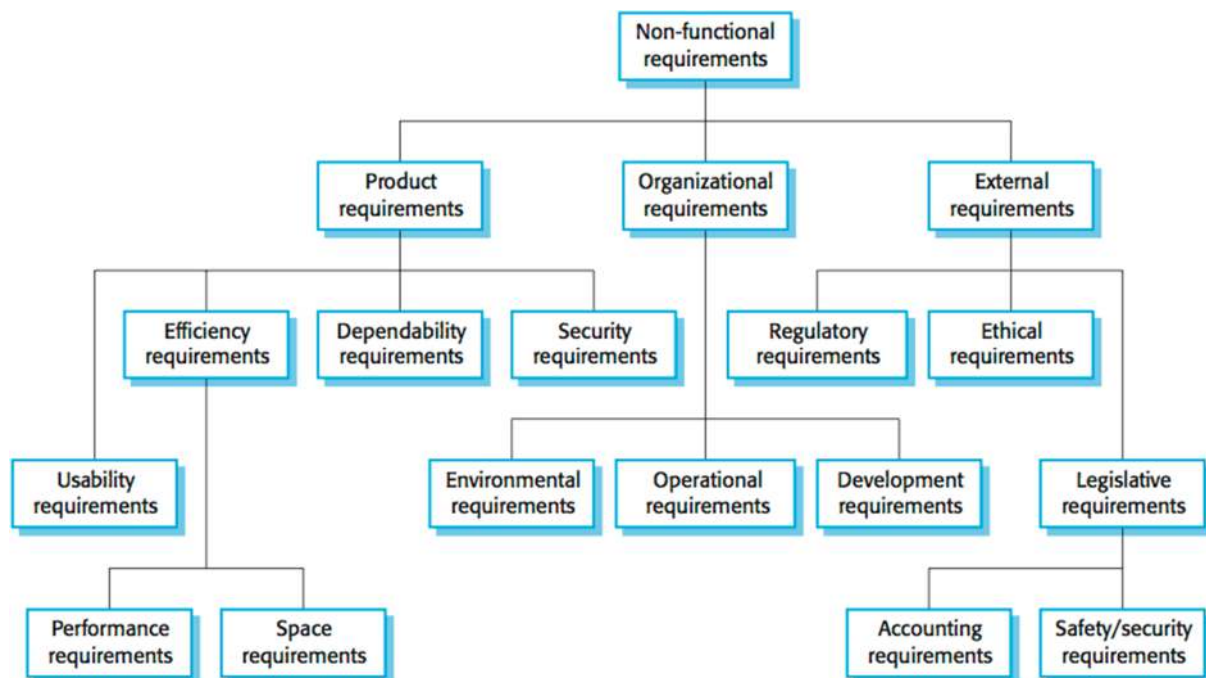 Non-functional
requirements
Product
requirements
Organizational
requirements
External
requirements
Efficiency
requirements
Dependability
requirements
Security
requirements
Regulatory
requirements
Ethical
requirements
Usability
requirements
Environmental
requirements
Operational
requirements
Development
requirements
Legislative
requirements
Performance
requirements
Space
requirements
Accounting
requirements
Safety/security
requirements